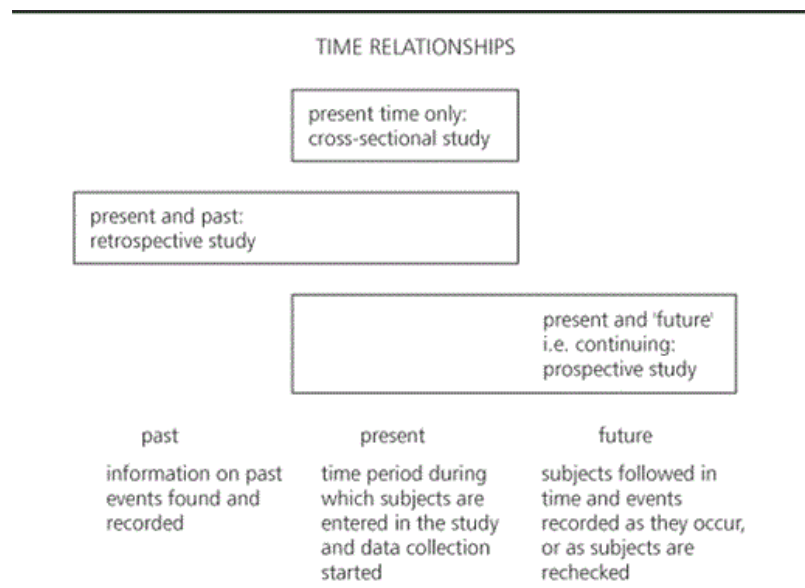 TIME RELATIONSHIPS
present time only:
cross-sectional study
present and past:
retrospective study
present and 'future'
i.e. continuing:
prospective study
past
present
future
information on past
events found and
recorded
time period during
which subjects are
entered in the study
and data collection
started
subjects followed in
time and events
recorded as they occur,
or as subjects are
rechecked